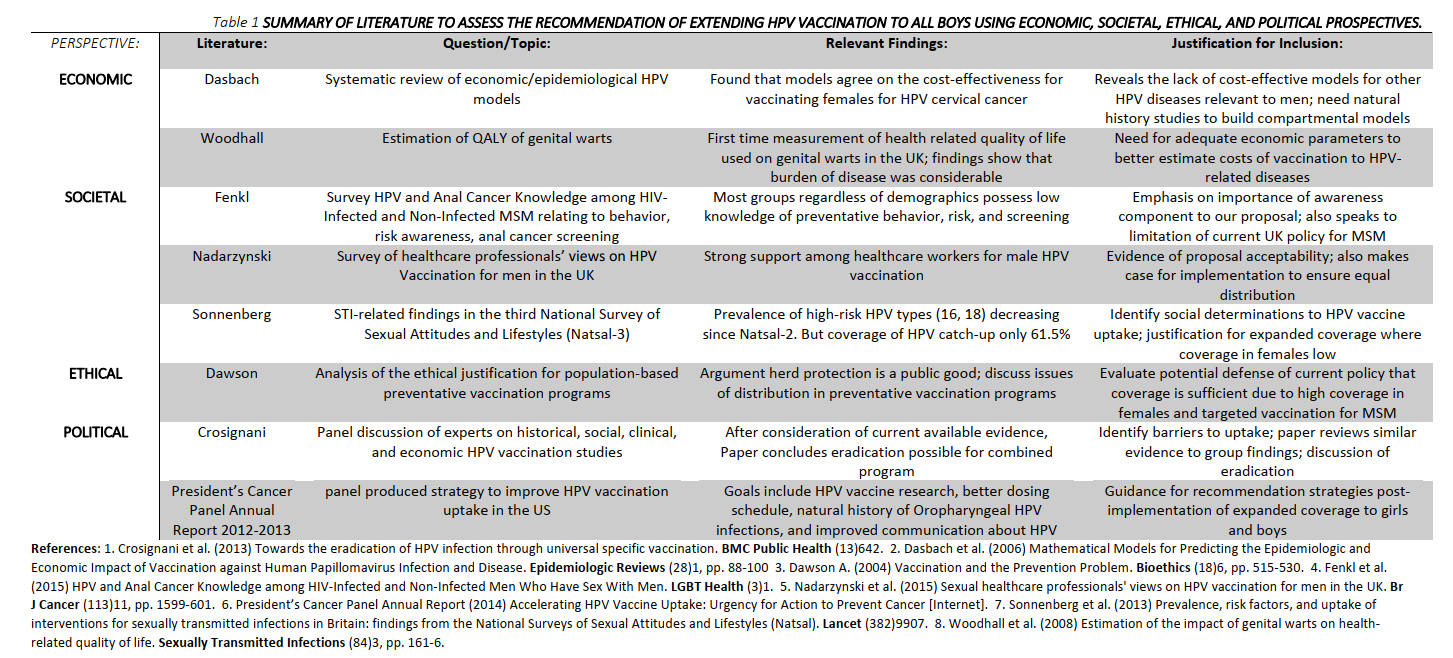 Table 1 SUMMARY OF LITERATURE TO ASSESS THE RECOMMENDATION OF EXTENDING HPV VACCINATION TO ALL BOYS USING ECONOMIC, SOCIETAL, ETHICAL, AND POLITICAL PROSPECTIVES.
PERSPECTIVE: Literature: Question/Topic: Relevant Findings: Justification for Inclusion:
ECONOMIC Dasbach Systematic review of economic/epidemiological HPV Found that models agree on the cost-effectiveness for Reveals the lack of cost-effective models for other
models vaccinating females for HPV cervical cancer HPV diseases relevant to men; need natural
history studies to build compartmental models
Woodhall Estimation of QALY of genital warts First time measurement of health related quality of life Need for adequate economic parameters to
used on genital warts in the UK; findings show that better estimate costs of vaccination to HPV-
burden of disease was considerable related diseases
SOCIETAL Fenkl Survey HPV and Anal Cancer Knowledge among HIV- Most groups regardless of demographics possess low Emphasis on importance of awareness
Infected and Non-Infected MSM relating to behavior, knowledge of preventative behavior, risk, and screening component to our proposal; also speaks to
risk awareness, anal cancer screening limitation of current UK policy for MSM
Nadarzynski Survey of healthcare professionals’ views on HPV Strong support among healthcare workers for male HPV Evidence of proposal acceptability; also makes
Vaccination for men in the UK vaccination case for implementation to ensure equal
distribution
Sonnenberg STI-related findings in the third National Survey of Prevalence of high-risk HPV types (16, 18) decreasing Identify social determinations to HPV vaccine
Sexual Attitudes and Lifestyles (Natsal-3) since Natsal-2. But coverage of HPV catch-up only 61.5% uptake; justification for expanded coverage where
coverage in females low
ETHICAL Dawson Analysis of the ethical justification for population-based Argument herd protection is a public good; discuss issues Evaluate potential defense of current policy that
preventative vaccination programs of distribution in preventative vaccination programs coverage is sufficient due to high coverage in
females and targeted vaccination for MSM
POLITICAL Crosignani Panel discussion of experts on historical, social, clinical, After consideration of current available evidence, Identify barriers to uptake; paper reviews similar
and economic HPV vaccination studies Paper concludes eradication possible for combined evidence to group findings; discussion of
program eradication
President’s Cancer panel produced strategy to improve HPV vaccination Goals include HPV vaccine research, better dosing Guidance for recommendation strategies post-
Panel Annual uptake in the US schedule, natural history of Oropharyngeal HPV implementation of expanded coverage to girls
Report 2012-2013 infections, and improved communication about HPV and boys
References: 1. Crosignani et al. (2013) Towards the eradication of HPV infection through universal specific vaccination. BMC Public Health (13)642. 2. Dasbach et al. (2006) Mathematical Models for Predicting the Epidemiologic and
Economic Impact of Vaccination against Human Papillomavirus Infection and Disease. Epidemiologic Reviews (28)1, pp. 88-100 3. Dawson A. (2004) Vaccination and the Prevention Problem. Bioethics (18)6, pp. 515-530. 4. Fenkl et al.
(2015) HPV and Anal Cancer Knowledge among HIV-Infected and Non-Infected Men Who Have Sex With Men. LGBT Health (3)1. 5. Nadarzynski et al. (2015) Sexual healthcare professionals' views on HPV vaccination for men in the UK. Br
J Cancer (113)11, pp. 1599-601. 6. President’s Cancer Panel Annual Report (2014) Accelerating HPV Vaccine Uptake: Urgency for Action to Prevent Cancer [Internet]. 7. Sonnenberg et al. (2013) Prevalence, risk factors, and uptake of
interventions for sexually transmitted infections in Britain: findings from the National Surveys of Sexual Attitudes and Lifestyles (Natsal). Lancet (382)9907. 8. Woodhall et al. (2008) Estimation of the impact of genital warts on health-
related quality of life. Sexually Transmitted Infections (84)3, pp. 161-6.